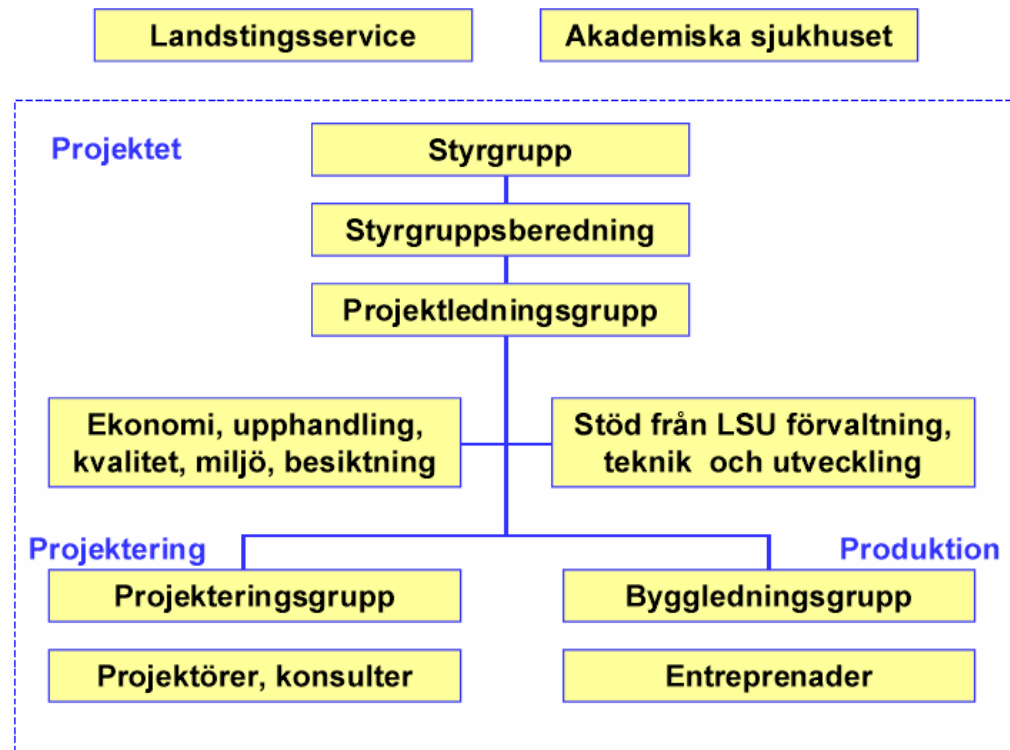 Landstingsservice
Akademiska sjukhuset
Projektet
Styrgrupp
Styrgruppsberedning
Projektledningsgrupp
Ekonomi, upphandling,
kvalitet, miljö, besiktning
Stöd från LSU förvaltning,
teknik och utveckling
Projektering
Produktion
Projekteringsgrupp
Byggledningsgrupp
Projektörer, konsulter
Entreprenader